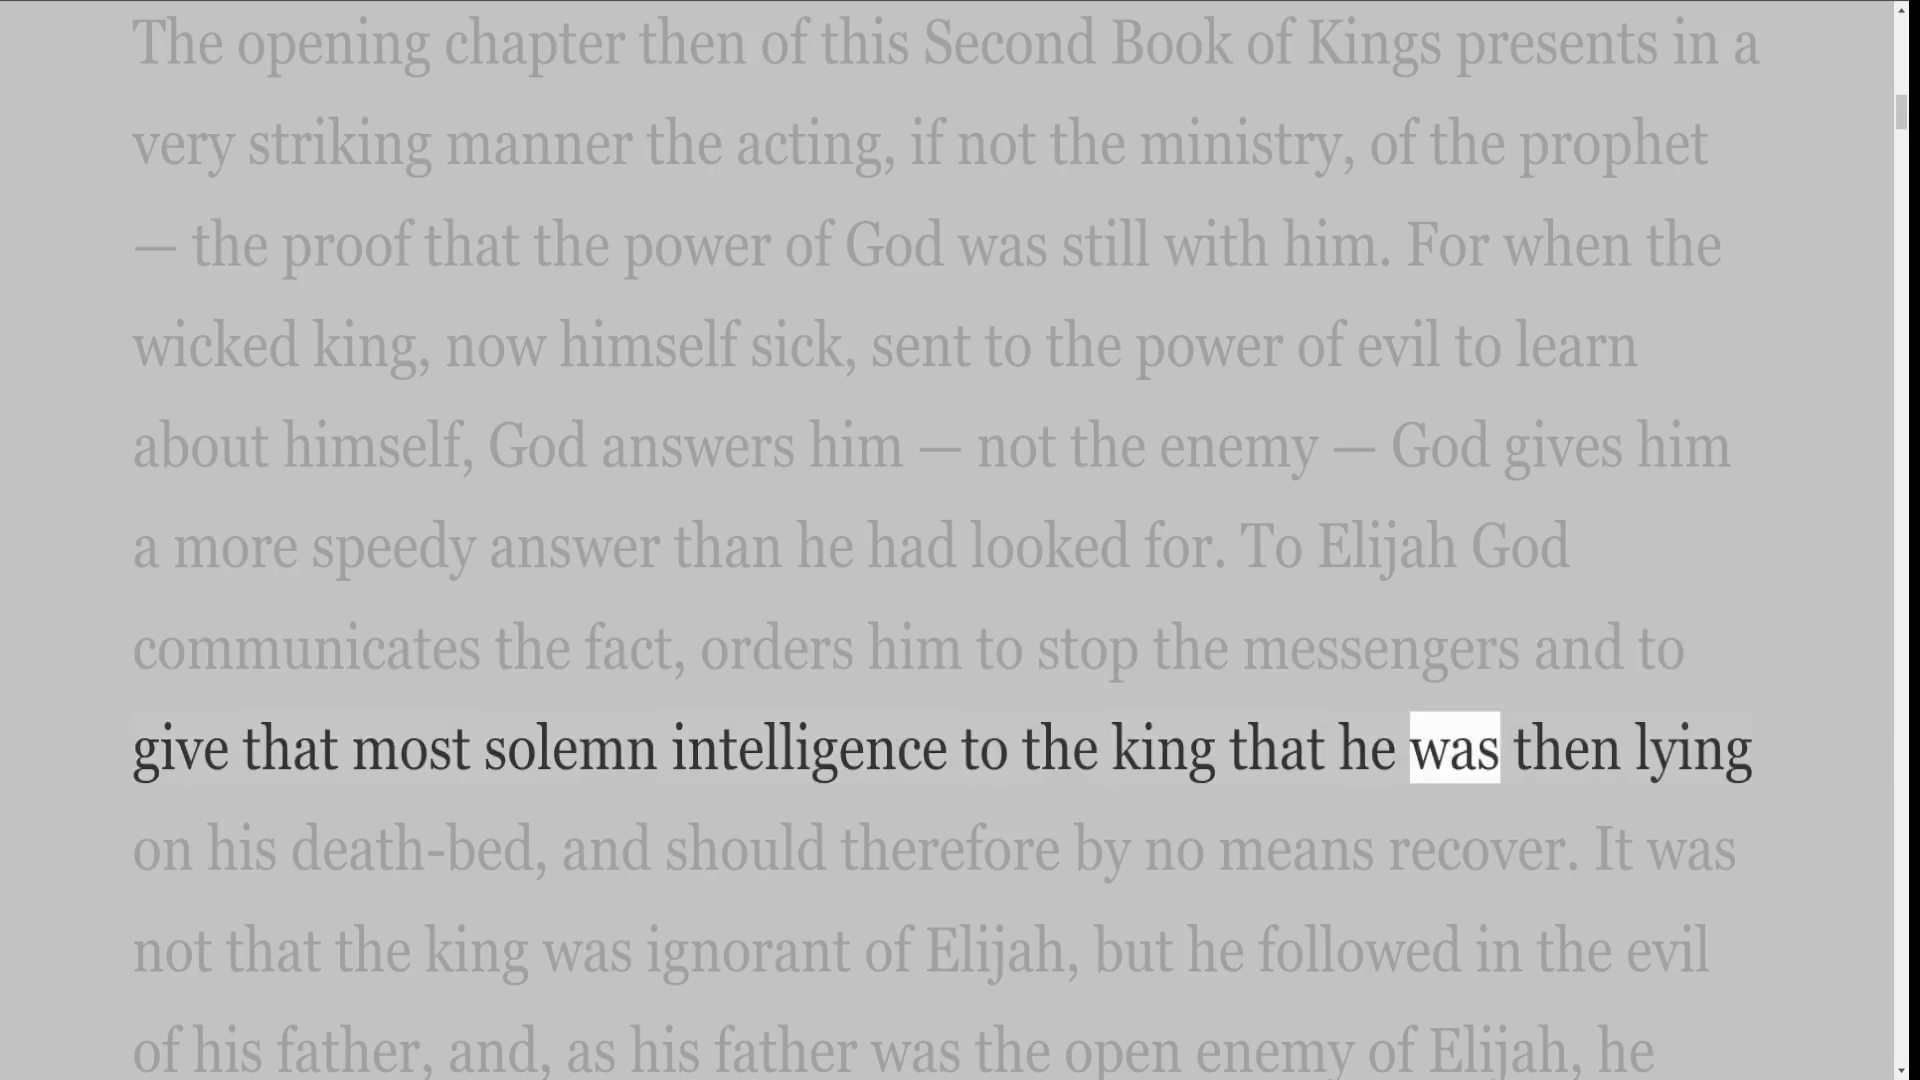 The opening chapter then of this Second Book of Kings presents in a
very striking manner the acting, if not the ministry, of the prophet
— the proof that the power of God was still with him. For when the
wicked king, now himself sick, sent to the power of evil to learn
about himself, God answers him — not the enemy — God gives him
a more speedy answer than he had looked for. To Elijah God
communicates the fact, orders him to stop the messengers and to
give that most solemn intelligence to the king that he was then lying
on his death-bed, and should therefore by no means recover. It was
not that the king was ignorant of Elijah, but he followed in the evil
of his father, and, as his father was the open enemy of Elijah, he